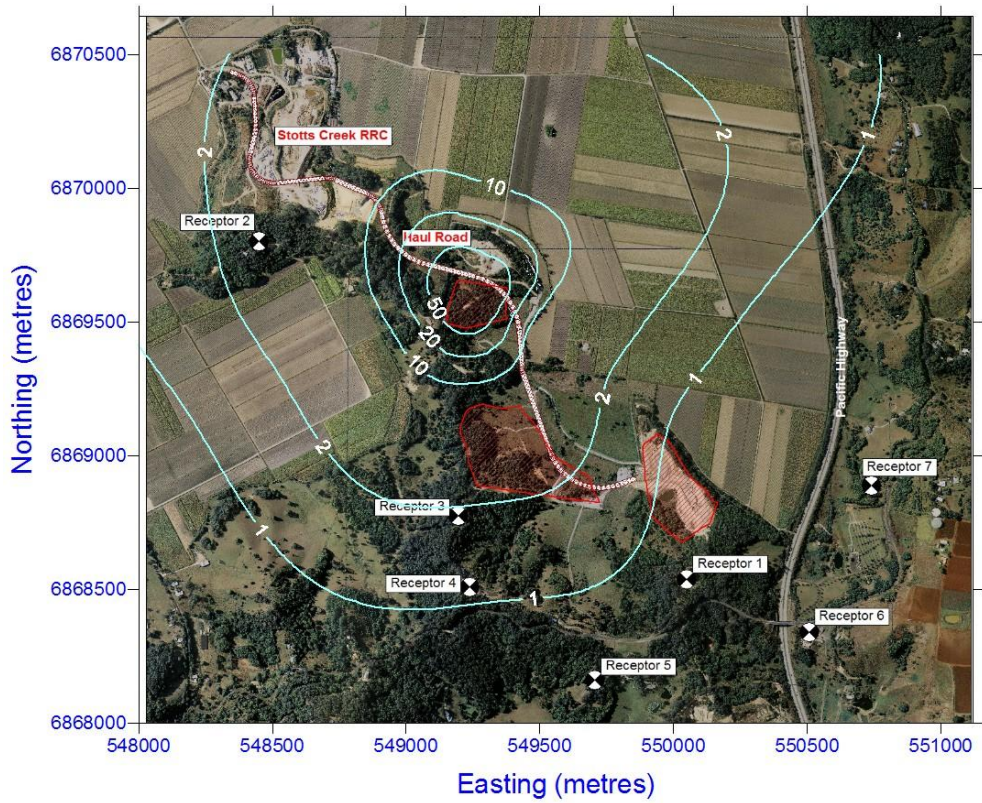 6870500
6870000
6869500
6869000
6868500
6868000
Northing (metres)
548000
548500
549000
549500
550000
550500
551000
Easting (metres)
Stotts Creek RRC
Haul Road
Pacific Highway
Receptor 2
Receptor 3
Receptor 4
Receptor 5
Receptor 1
Receptor 6
Receptor 7
2
2
1
10
50
20
10
2
1
2
1
1